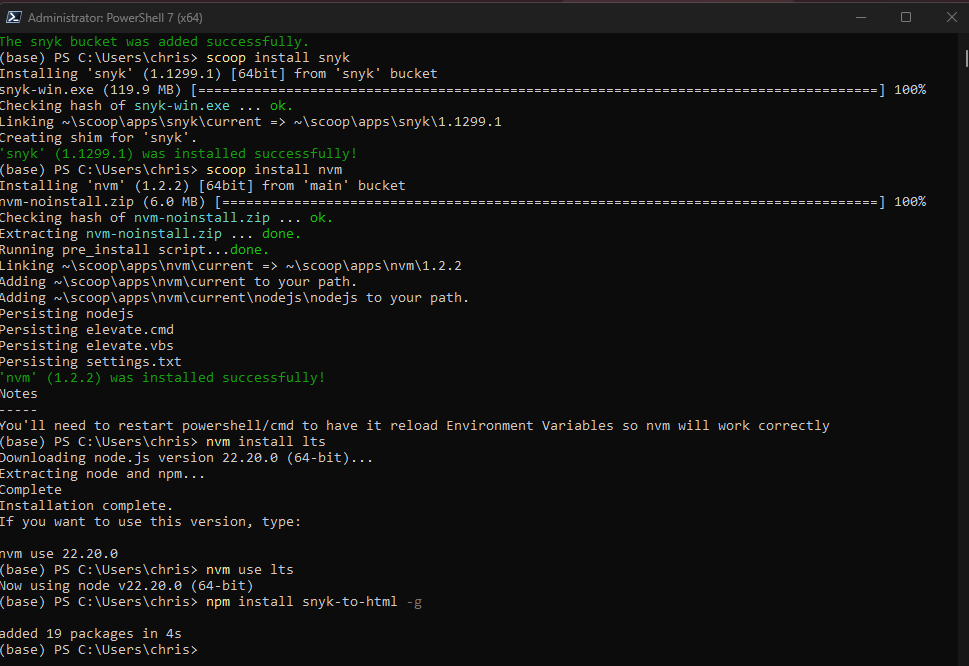 Administrator: PowerShell 7 (x64)
The snyk bucket was added successfully.
(base) PS C:\Users\chris> scoop install snyk
Installing 'snyk' (1.1299.1) [64bit] from 'snyk' bucket
snyk-win.exe (119.9 MB) [=====================================================================================] 100%
Checking hash of snyk-win.exe ... ok.
Linking ~\scoop\apps\snyk\current => ~\scoop\apps\snyk\1.1299.1
Creating shim for 'snyk'.
'snyk' (1.1299.1) was installed successfully!
(base) PS C:\Users\chris> scoop install nvm
Installing 'nvm' (1.2.2) [64bit] from 'main' bucket
nvm-noinstall.zip (6.0 MB) [==================================================================================] 100%
Checking hash of nvm-noinstall.zip ... ok.
Extracting nvm-noinstall.zip ... done.
Running pre_install script...done.
Linking ~\scoop\apps\nvm\current => ~\scoop\apps\nvm\1.2.2
Adding ~\scoop\apps\nvm\current to your path.
Adding ~\scoop\apps\nvm\current\nodejs\nodejs to your path.
Persisting nodejs
Persisting elevate.cmd
Persisting elevate.vbs
Persisting settings.txt
'nvm' (1.2.2) was installed successfully!
Notes
-----
You'll need to restart powershell/cmd to have it reload Environment Variables so nvm will work correctly
(base) PS C:\Users\chris> nvm install lts
Downloading node.js version 22.20.0 (64-bit)...
Extracting node and npm...
Complete
Installation complete.
If you want to use this version, type:
nvm use 22.20.0
(base) PS C:\Users\chris> nvm use lts
Now using node v22.20.0 (64-bit)
(base) PS C:\Users\chris> npm install snyk-to-html -g
added 19 packages in 4s
(base) PS C:\Users\chris>